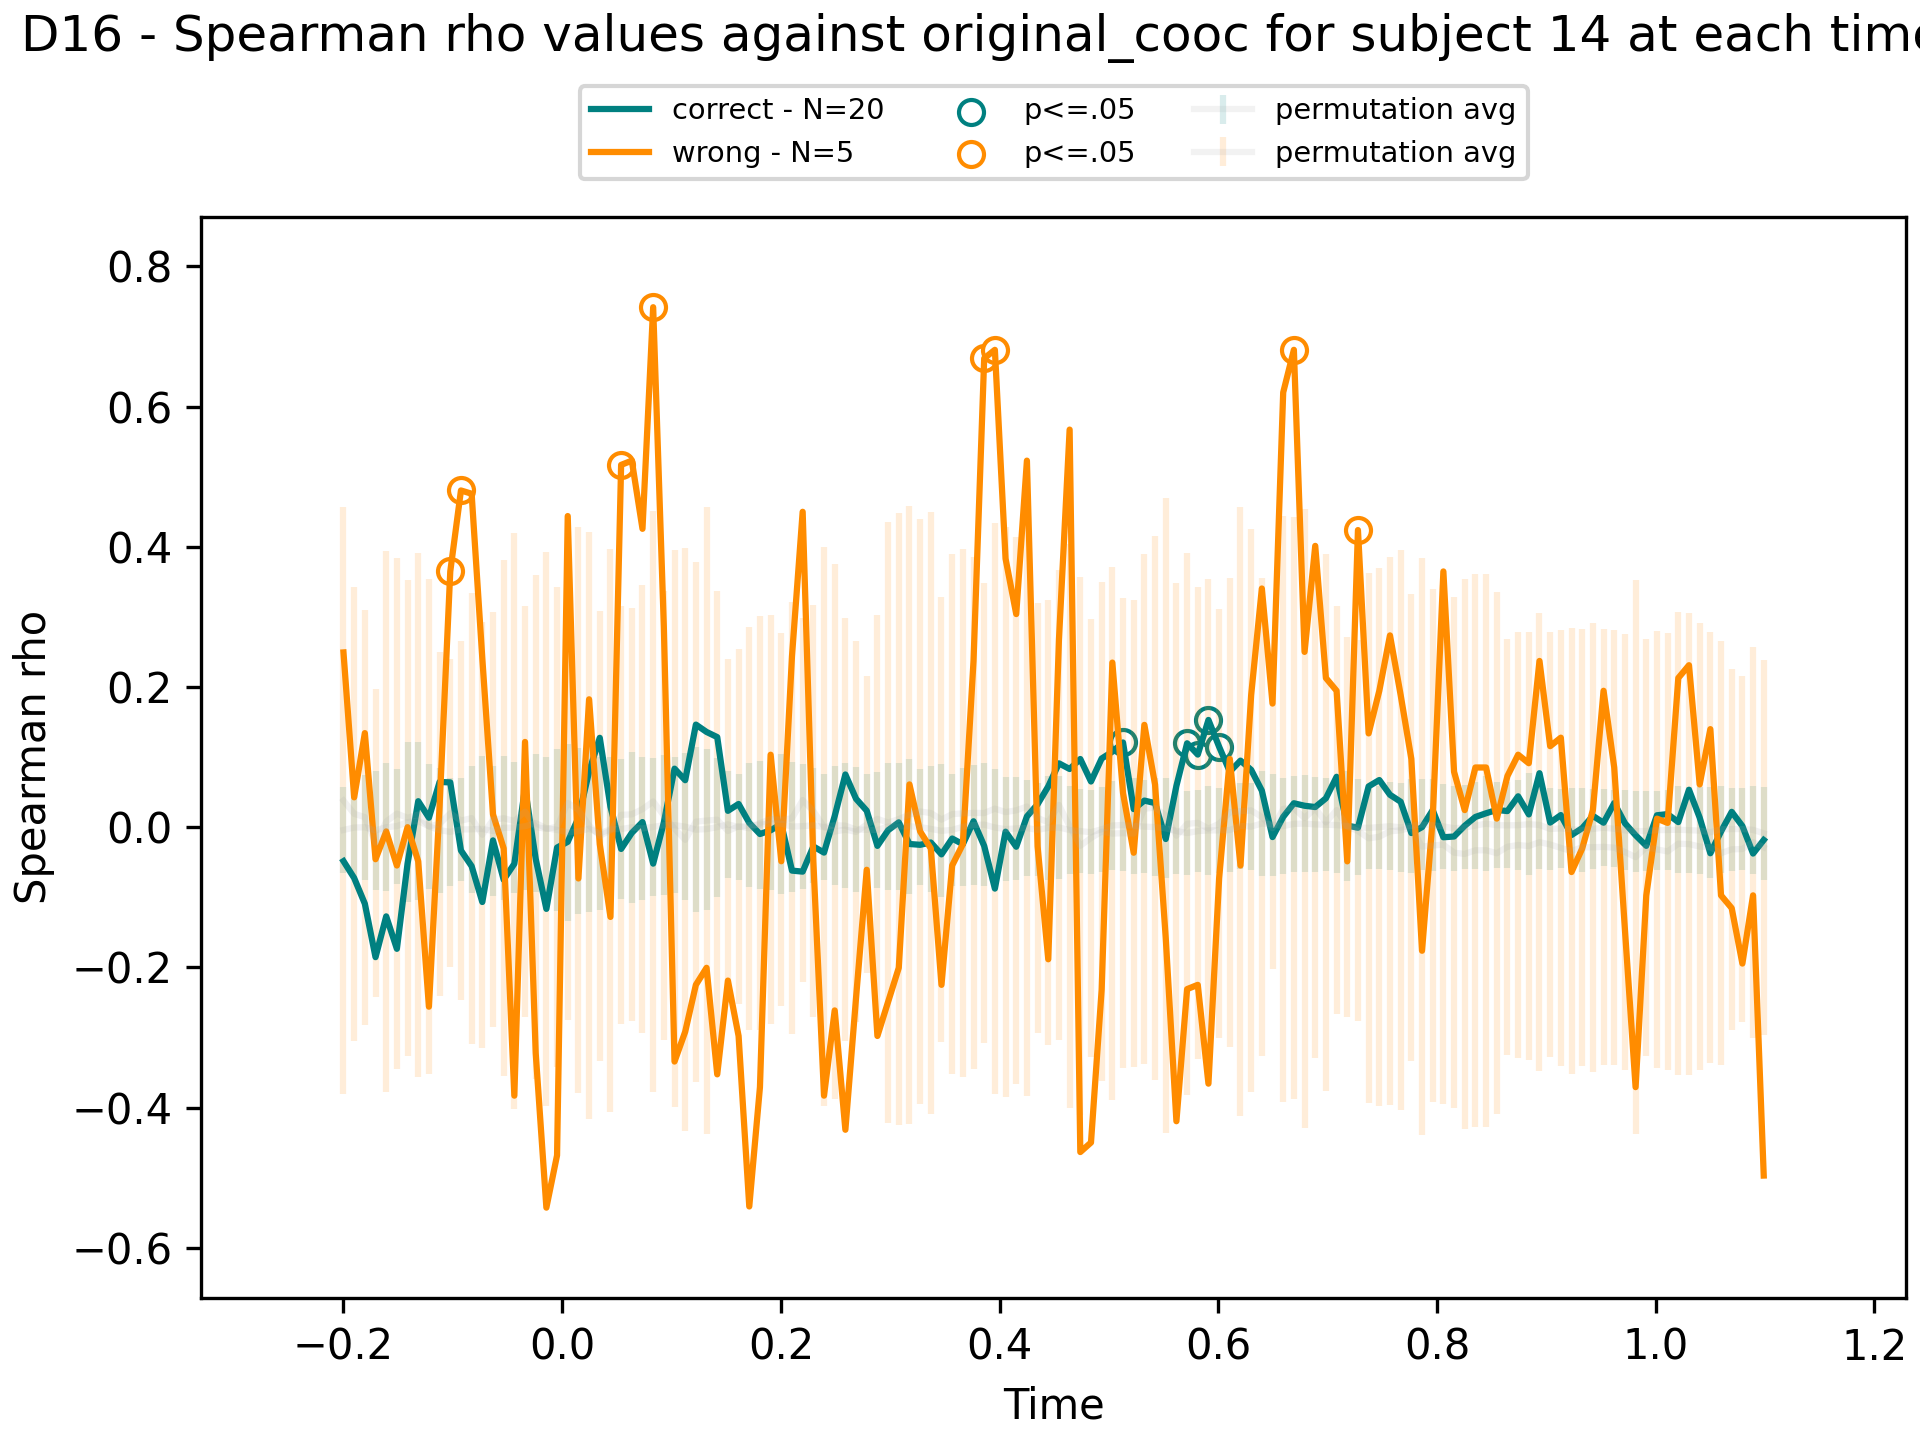 D16 - Spearman rho values against original_cooc for subject 14 at each time
correct - N=20
wrong - N=5
p<=.05
p<=.05
permutation avg
permutation avg
Spearman rho
0.8
0.6
0.4
0.2
0.0
−0.2
−0.4
−0.6
−0.2
0.0
0.2
0.4
0.6
0.8
1.0
1.2
Time